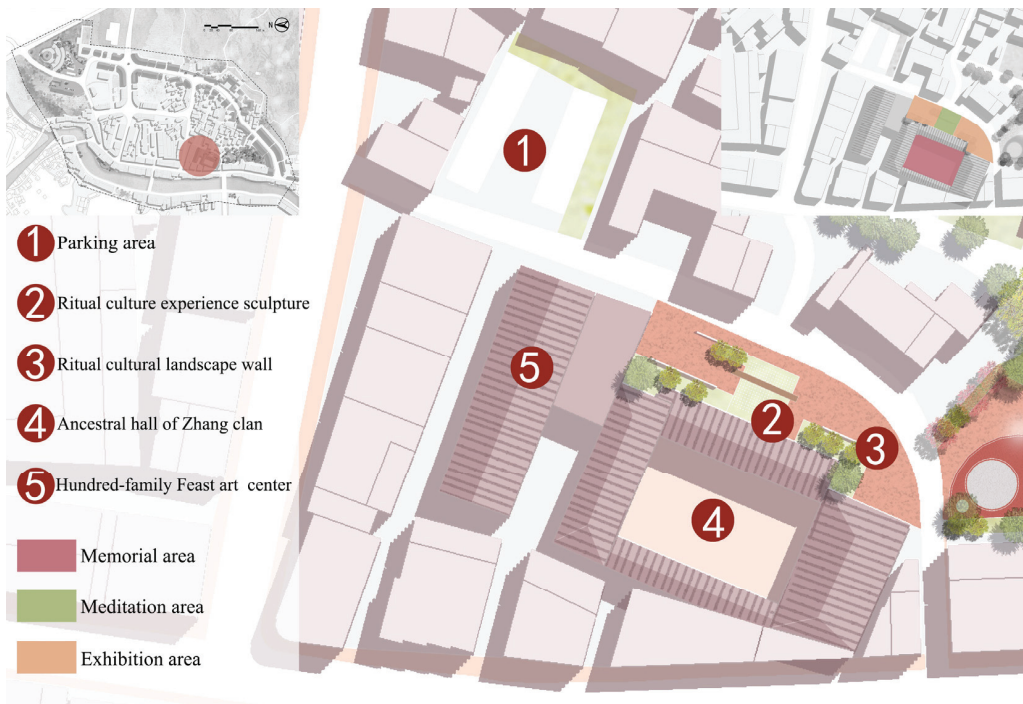 N
1 Parking area
2 Ritual culture experience sculpture
3 Ritual cultural landscape wall
4 Ancestral hall of Zhang clan
5 Hundred-family Feast art center
Memorial area
Meditation area
Exhibition area
1
5
2
3
4